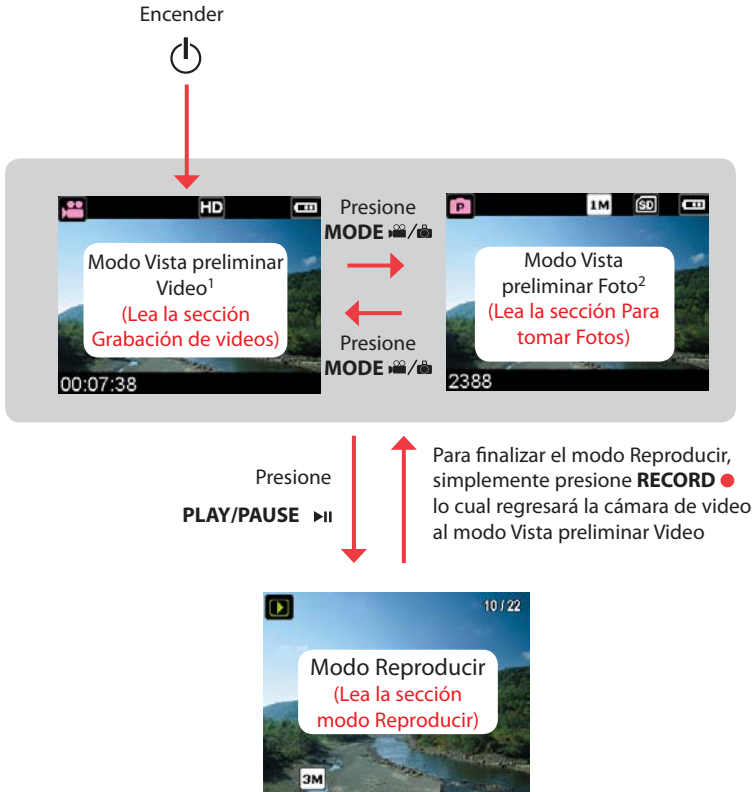 Encender
HD
Modo Vista preliminar
Video1
(Lea la sección
Grabación de videos)
00:07:38
Presione
MODE /
Presione
MODE /
P
1M
SD
Modo Vista
preliminar Foto2
(Lea la sección Para
tomar Fotos)
2388
Presione
PLAY/PAUSE
Para finalizar el modo Reproducir,
simplemente presione RECORD
lo cual regresará la cámara de video
al modo Vista preliminar Video
10 / 22
Modo Reproducir
(Lea la sección
modo Reproducir)
3M